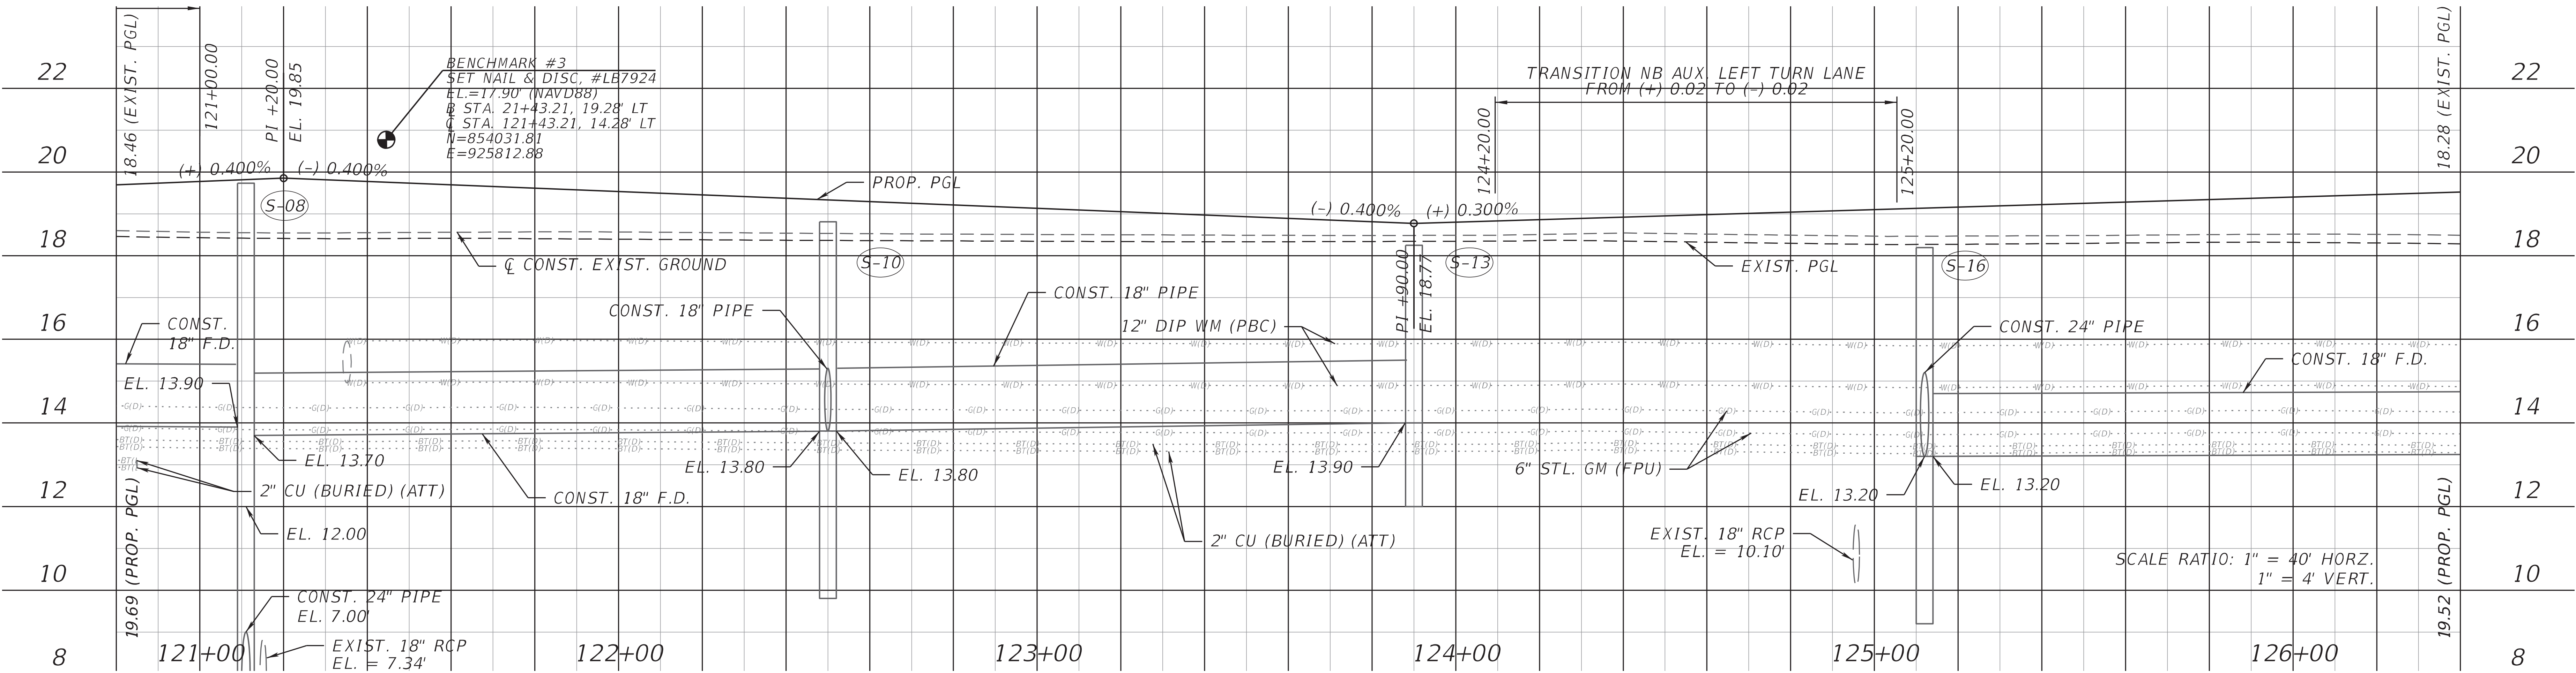 18.46 (EXIST. PGL)
121+00.00
PI +20.00
EL. 19.85
BENCHMARK #3
SET NAIL & DISC, #LB7924
EL.=17.90' (NAVD88)
B STA. 21+43.21, 19.28' LT
℄ STA. 121+43.21, 14.28' LT
N=854031.81
E=925812.88
TRANSITION NB AUX. LEFT TURN LANE
FROM (+) 0.02 TO (-) 0.02
124+20.00
125+20.00
18.28 (EXIST. PGL)
22
22
20
20
(+) 0.400%
(-) 0.400%
PROP. PGL
S-08
(-) 0.400%
(+) 0.300%
18
18
℄ CONST. EXIST. GROUND
S-10
PI +90.00
EL. 18.77
S-13
EXIST. PGL
S-16
16
16
CONST.
18" F.D.
CONST. 18" PIPE
CONST. 18" PIPE
12" DIP WM (PBC)
CONST. 24" PIPE
CONST. 18" F.D.
W(D)
W(D)
14
14
EL. 13.90
G(D)
G(D)
BT(D)
BT(D)
EL. 13.70
EL. 13.80
EL. 13.80
EL. 13.90
6" STL. GM (FPU)
EL. 13.20
EL. 13.20
12
12
2" CU (BURIED) (ATT)
CONST. 18" F.D.
EL. 12.00
2" CU (BURIED) (ATT)
EXIST. 18" RCP
EL. = 10.10'
SCALE RATIO: 1" = 40' HORZ.
1" = 4' VERT.
10
10
19.69 (PROP. PGL)
19.52 (PROP. PGL)
CONST. 24" PIPE
EL. 7.00'
EXIST. 18" RCP
EL. = 7.34'
8
8
121+00
122+00
123+00
124+00
125+00
126+00